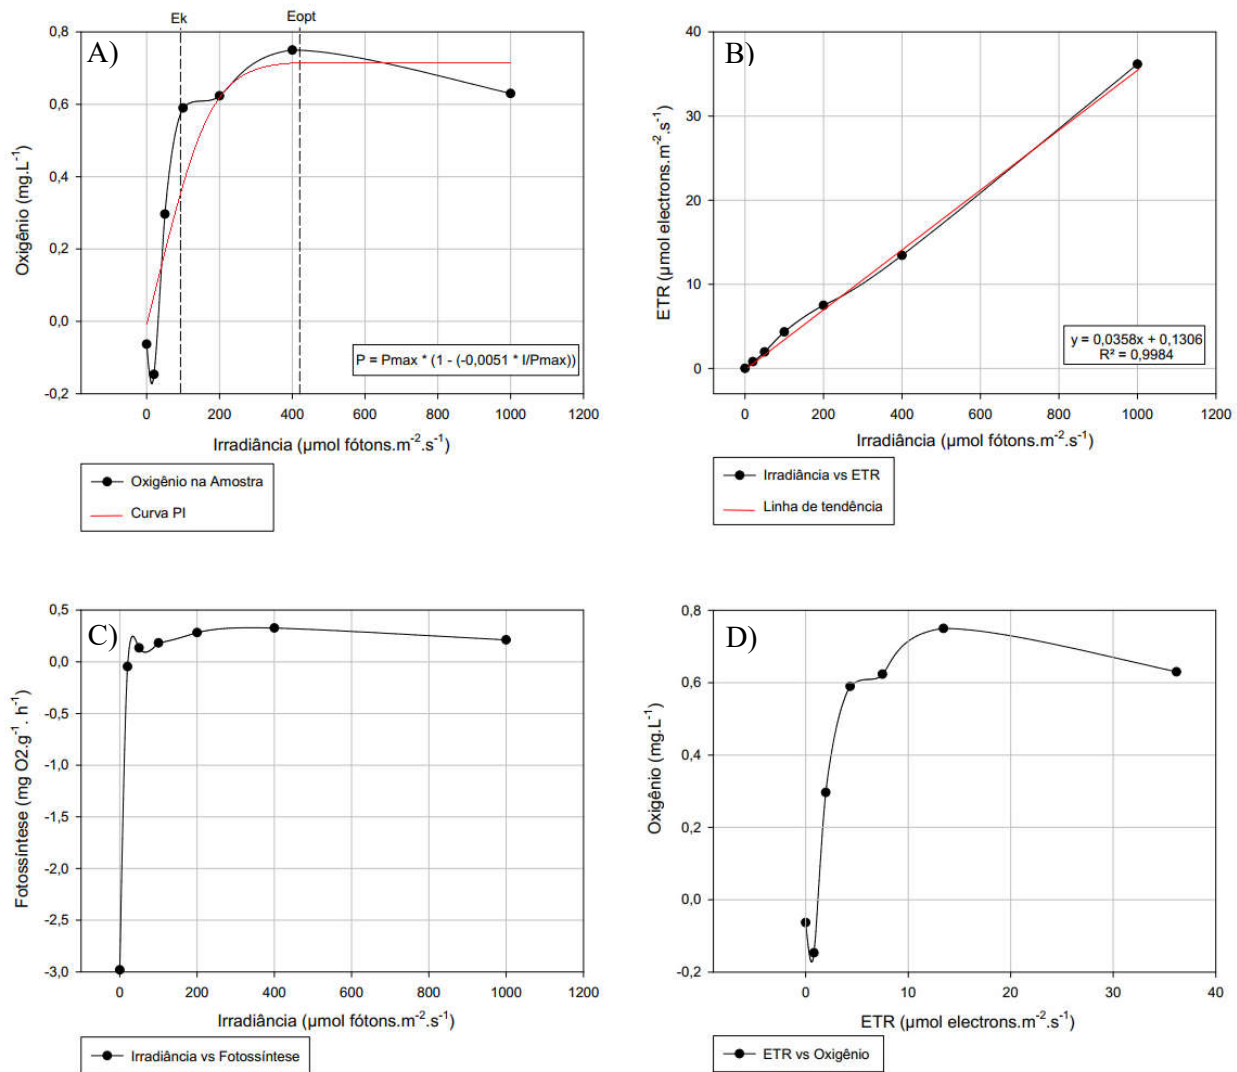 Ek
Eopt
A)
0,8
0,6
0,4
0,2
0,0
-0,2
Oxigênio (mg.L⁻¹)
P = Pmax * (1 - (-0,0051 * I/Pmax))
0 200 400 600 800 1000 1200
Irradiância (µmol fótons.m⁻².s⁻¹)
Oxigênio na Amostra
Curva PI
B)
40
30
20
10
0
ETR (µmol electrons.m⁻².s⁻¹)
y = 0,0358x + 0,1306
R² = 0,9984
0 200 400 600 800 1000 1200
Irradiância (µmol fótons.m⁻².s⁻¹)
Irradiância vs ETR
Linha de tendência
C)
0,5
0,0
-0,5
-1,0
-1,5
-2,0
-2,5
-3,0
Fotossíntese (mg O2.g⁻¹. h⁻¹)
0 200 400 600 800 1000 1200
Irradiância (µmol fótons.m⁻².s⁻¹)
Irradiância vs Fotossíntese
D)
0,8
0,6
0,4
0,2
0,0
-0,2
Oxigênio (mg.L⁻¹)
0 10 20 30 40
ETR (µmol electrons.m⁻².s⁻¹)
ETR vs Oxigênio